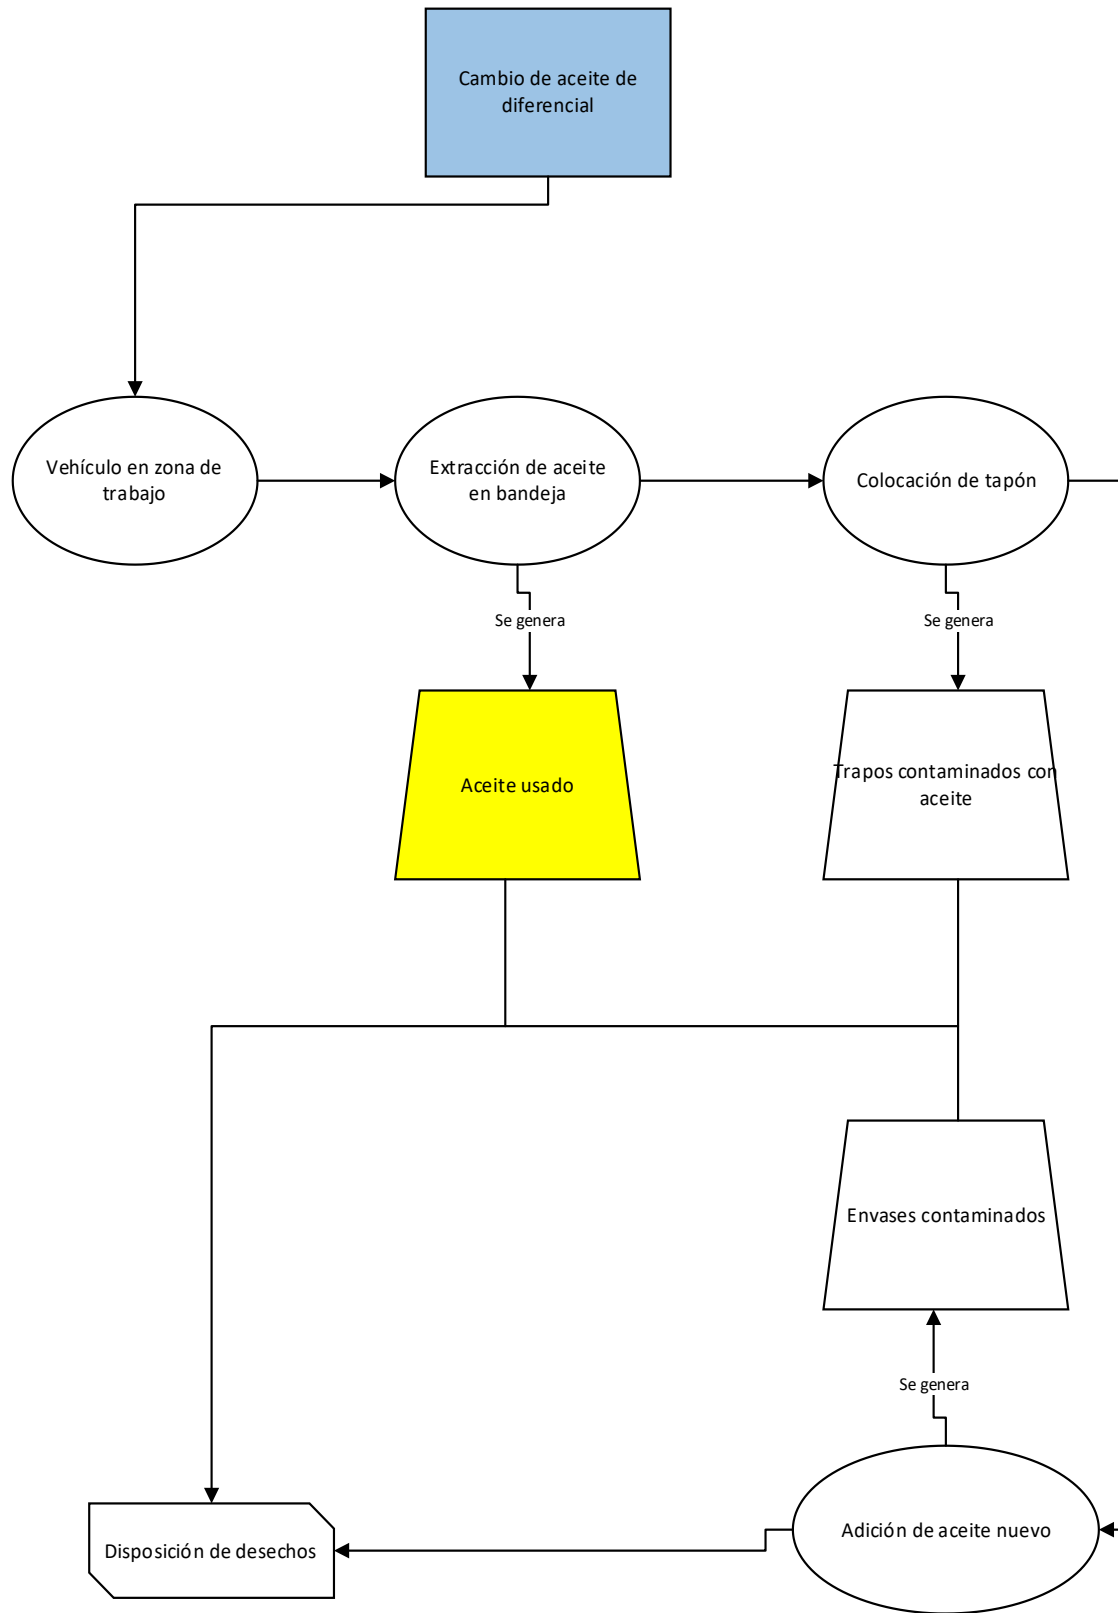 Cambio de aceite de
diferencial
Vehículo en zona de
trabajo
Extracción de aceite
en bandeja
Colocación de tapón
Se genera
Se genera
Aceite usado
Trapos contaminados con
aceite
Envases contaminados
Se genera
Adición de aceite nuevo
Disposición de desechos